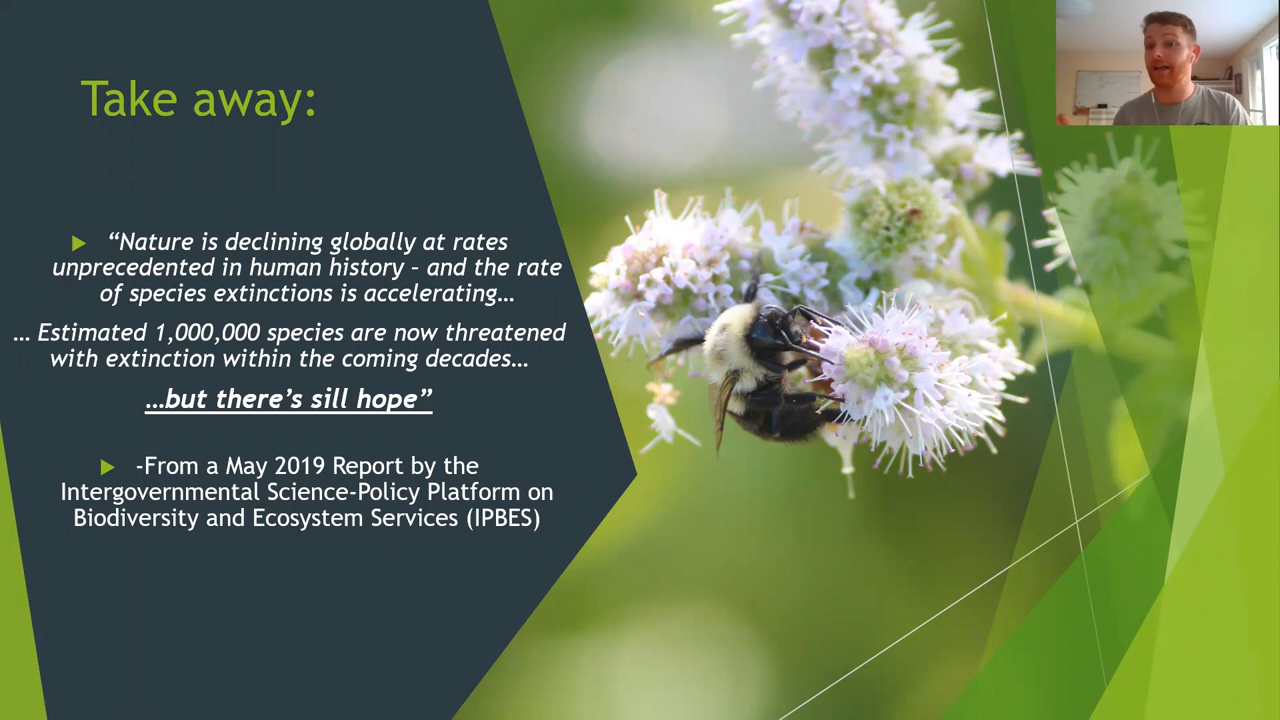 Take away:
“Nature is declining globally at rates
unprecedented in human history – and the rate
of species extinctions is accelerating…
… Estimated 1,000,000 species are now threatened
with extinction within the coming decades…
…but there’s sill hope”
-From a May 2019 Report by the
Intergovernmental Science-Policy Platform on
Biodiversity and Ecosystem Services (IPBES)